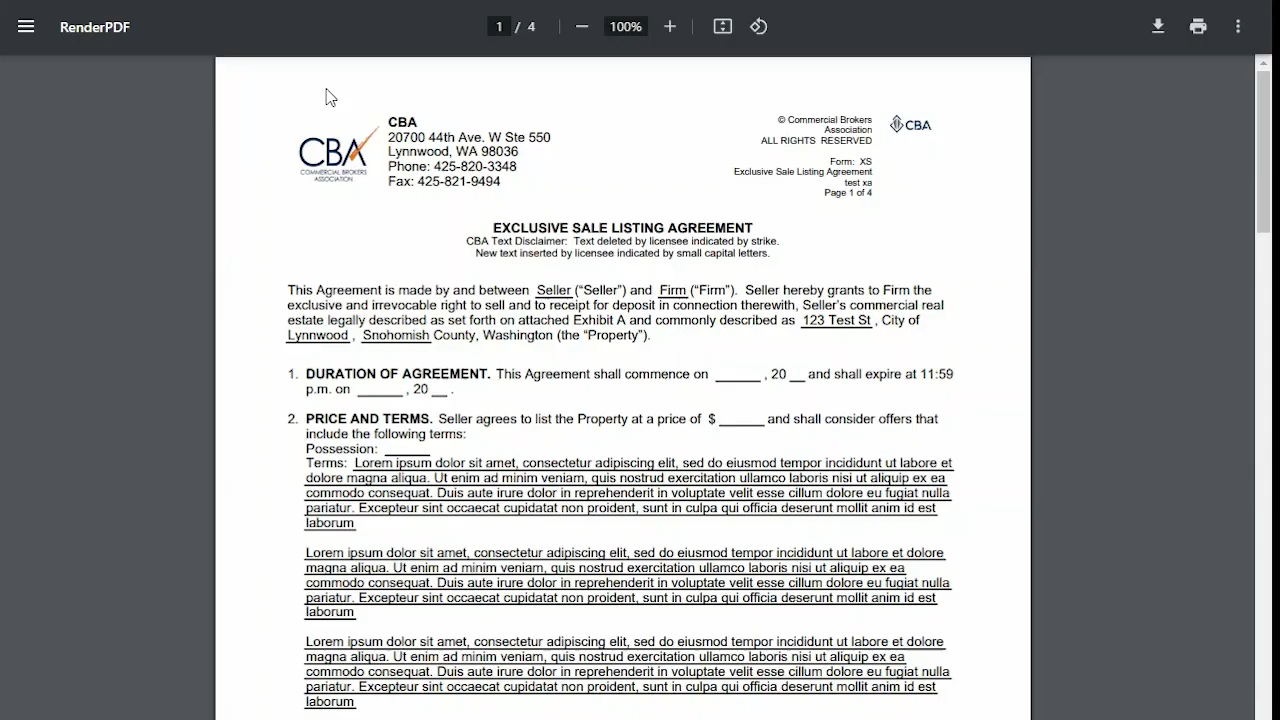 RenderPDF
1 / 4
100%
CBA
COMMERCIAL BROKERS
ASSOCIATION
CBA
20700 44th Ave. W Ste 550
Lynnwood, WA 98036
Phone: 425-820-3348
Fax: 425-821-9494
© Commercial Brokers
Association
ALL RIGHTS RESERVED
CBA
Form: XS
Exclusive Sale Listing Agreement
test xa
Page 1 of 4
EXCLUSIVE SALE LISTING AGREEMENT
CBA Text Disclaimer: Text deleted by licensee indicated by strike.
New text inserted by licensee indicated by small capital letters.
This Agreement is made by and between Seller (“Seller”) and Firm (“Firm”). Seller hereby grants to Firm the
exclusive and irrevocable right to sell and to receipt for deposit in connection therewith, Seller's commercial real
estate legally described as set forth on attached Exhibit A and commonly described as 123 Test St , City of
Lynnwood , Snohomish County, Washington (the “Property”).
1. DURATION OF AGREEMENT. This Agreement shall commence on ______ , 20 __ and shall expire at 11:59
p.m. on ______ , 20 __ .
2. PRICE AND TERMS. Seller agrees to list the Property at a price of $ ______ and shall consider offers that
include the following terms:
Possession: ______
Terms: Lorem ipsum dolor sit amet, consectetur adipiscing elit, sed do eiusmod tempor incididunt ut labore et
dolore magna aliqua. Ut enim ad minim veniam, quis nostrud exercitation ullamco laboris nisi ut aliquip ex ea
commodo consequat. Duis aute irure dolor in reprehenderit in voluptate velit esse cillum dolore eu fugiat nulla
pariatur. Excepteur sint occaecat cupidatat non proident, sunt in culpa qui officia deserunt mollit anim id est
laborum
Lorem ipsum dolor sit amet, consectetur adipiscing elit, sed do eiusmod tempor incididunt ut labore et dolore
magna aliqua. Ut enim ad minim veniam, quis nostrud exercitation ullamco laboris nisi ut aliquip ex ea
commodo consequat. Duis aute irure dolor in reprehenderit in voluptate velit esse cillum dolore eu fugiat nulla
pariatur. Excepteur sint occaecat cupidatat non proident, sunt in culpa qui officia deserunt mollit anim id est
laborum
Lorem ipsum dolor sit amet, consectetur adipiscing elit, sed do eiusmod tempor incididunt ut labore et dolore
magna aliqua. Ut enim ad minim veniam, quis nostrud exercitation ullamco laboris nisi ut aliquip ex ea
commodo consequat. Duis aute irure dolor in reprehenderit in voluptate velit esse cillum dolore eu fugiat nulla
pariatur. Excepteur sint occaecat cupidatat non proident, sunt in culpa qui officia deserunt mollit anim id est
laborum